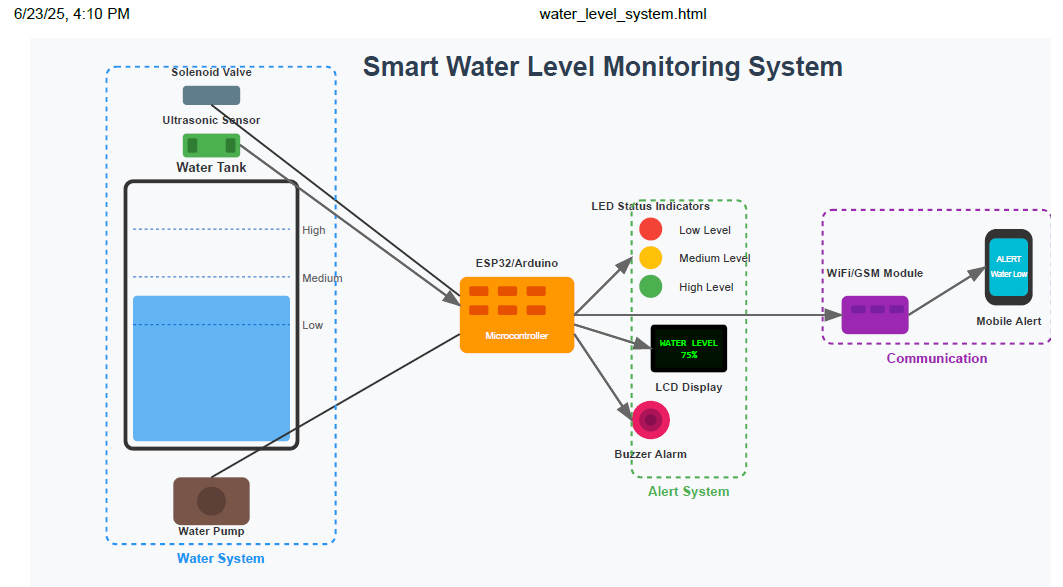 6/23/25, 4:10 PM
water_level_system.html
Smart Water Level Monitoring System
Solenoid Valve
Ultrasonic Sensor
Water Tank
High
Medium
Low
Water Pump
Water System
ESP32/Arduino
Microcontroller
LED Status Indicators
Low Level
Medium Level
High Level
WATER LEVEL
75%
LCD Display
Buzzer Alarm
Alert System
WiFi/GSM Module
ALERT
Water Low
Mobile Alert
Communication